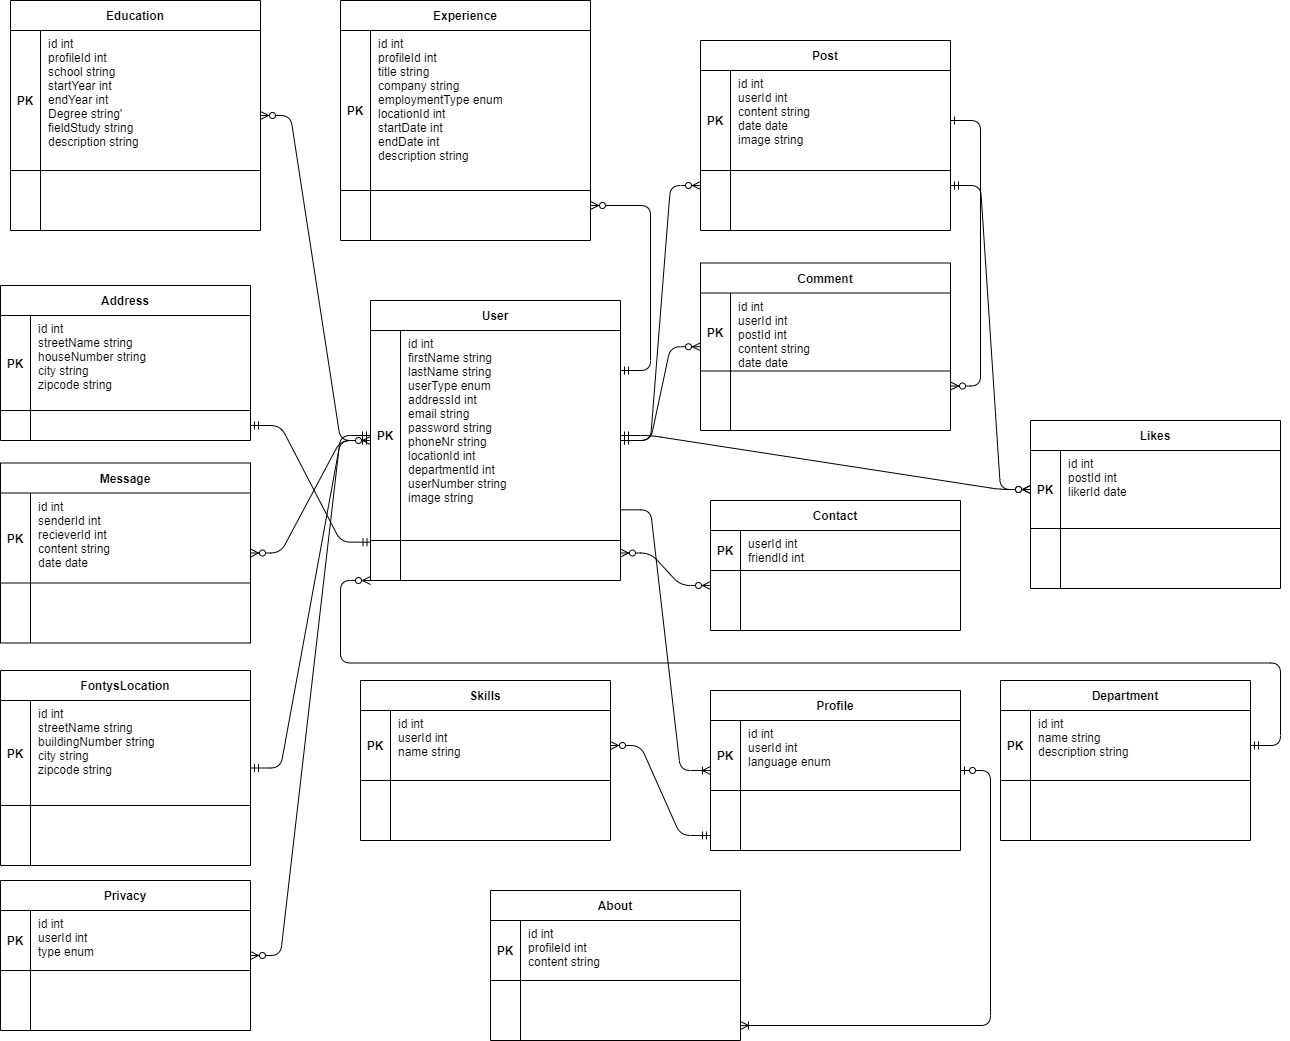 Education
PK
id int
profileId int
school string
startYear int
endYear int
Degree string'
fieldStudy string
description string
Experience
PK
id int
profileId int
title string
company string
employmentType enum
locationId int
startDate int
endDate int
description string
Post
PK
id int
userId int
content string
date date
image string
Address
PK
id int
streetName string
houseNumber string
city string
zipcode string
User
PK
id int
firstName string
lastName string
userType enum
addressId int
email string
password string
phoneNr string
locationId int
departmentId int
userNumber string
image string
Comment
PK
id int
userId int
postId int
content string
date date
Likes
PK
id int
postId int
likerId date
Message
PK
id int
senderId int
recieverId int
content string
date date
Contact
PK
userId int
friendId int
FontysLocation
PK
id int
streetName string
buildingNumber string
city string
zipcode string
Skills
PK
id int
userId int
name string
Profile
PK
id int
userId int
language enum
Department
PK
id int
name string
description string
Privacy
PK
id int
userId int
type enum
About
PK
id int
profileId int
content string